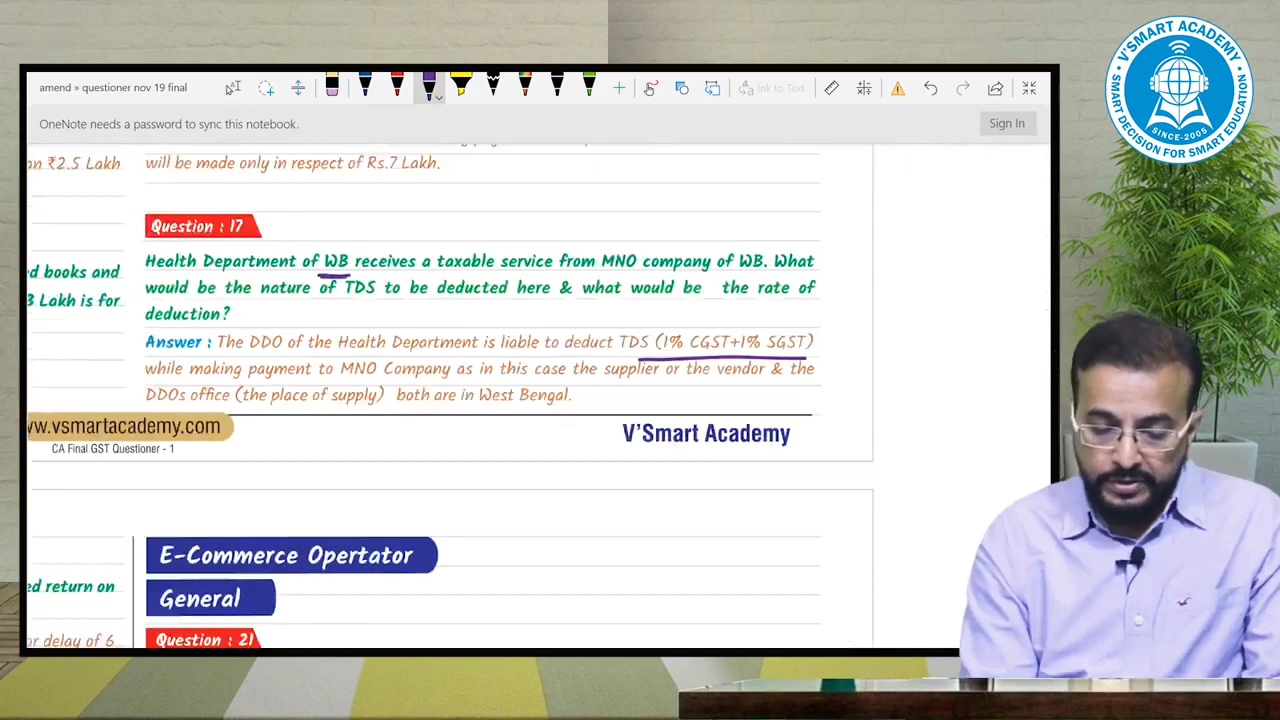 V'SMART ACADEMY
SMART DECISION FOR SMART EDUCATION
SINCE-2005
amend » questioner nov 19 final
Ink to Text
OneNote needs a password to sync this notebook.
Sign In
an ₹2.5 Lakh
will be made only in respect of Rs.7 Lakh.
Question : 17
d books and
3 Lakh is for
Health Department of WB receives a taxable service from MNO company of WB. What
would be the nature of TDS to be deducted here & what would be the rate of
deduction?
Answer : The DDO of the Health Department is liable to deduct TDS (1% CGST+1% SGST)
while making payment to MNO Company as in this case the supplier or the vendor & the
DDOs office (the place of supply) both are in West Bengal.
ww.vsmartacademy.com
V'Smart Academy
CA Final GST Questioner - 1
E-Commerce Opertator
General
ed return on
or delay of 6
Question : 21